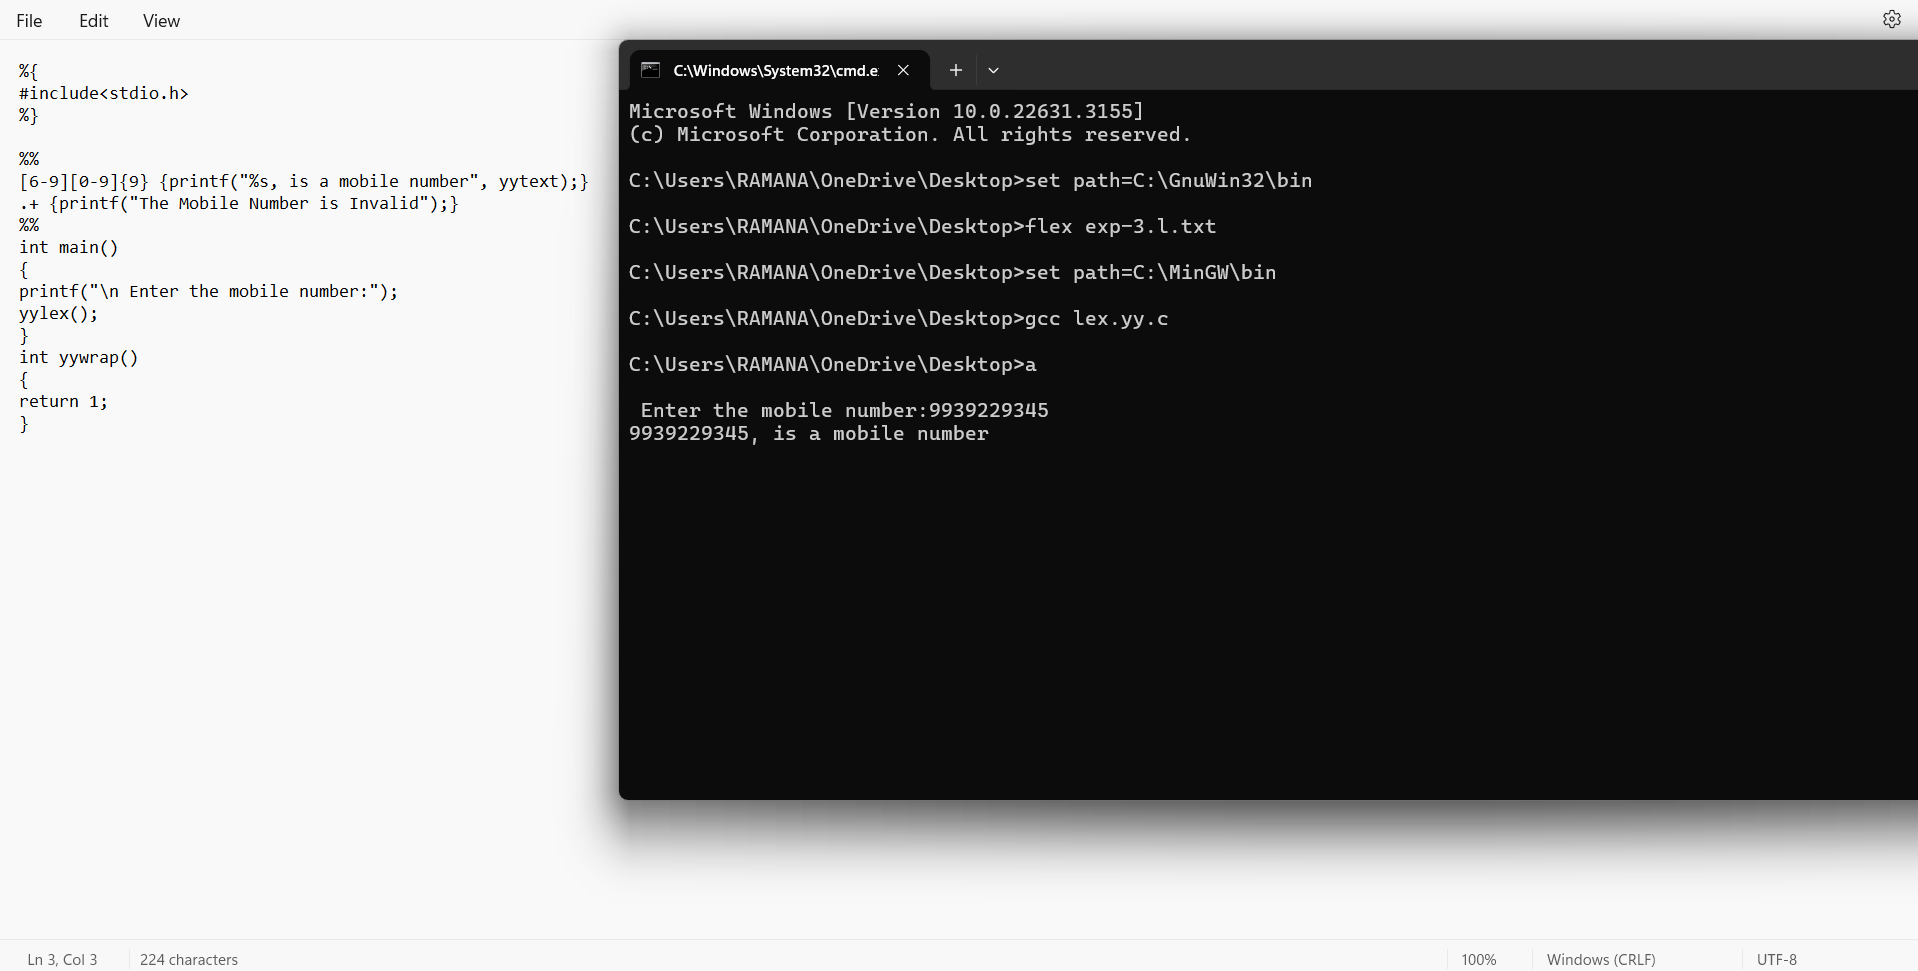 File Edit View
%{
#include<stdio.h>
%}
%%
[6-9][0-9]{9} {printf("%s, is a mobile number", yytext);}
.+ {printf("The Mobile Number is Invalid");}
%%
int main()
{
printf("\n Enter the mobile number:");
yylex();
}
int yywrap()
{
return 1;
}
C:\Windows\System32\cmd.e
Microsoft Windows [Version 10.0.22631.3155]
(c) Microsoft Corporation. All rights reserved.
C:\Users\RAMANA\OneDrive\Desktop>set path=C:\GnuWin32\bin
C:\Users\RAMANA\OneDrive\Desktop>flex exp-3.l.txt
C:\Users\RAMANA\OneDrive\Desktop>set path=C:\MinGW\bin
C:\Users\RAMANA\OneDrive\Desktop>gcc lex.yy.c
C:\Users\RAMANA\OneDrive\Desktop>a
Enter the mobile number:9939229345
9939229345, is a mobile number
Ln 3, Col 3 224 characters 100% Windows (CRLF) UTF-8